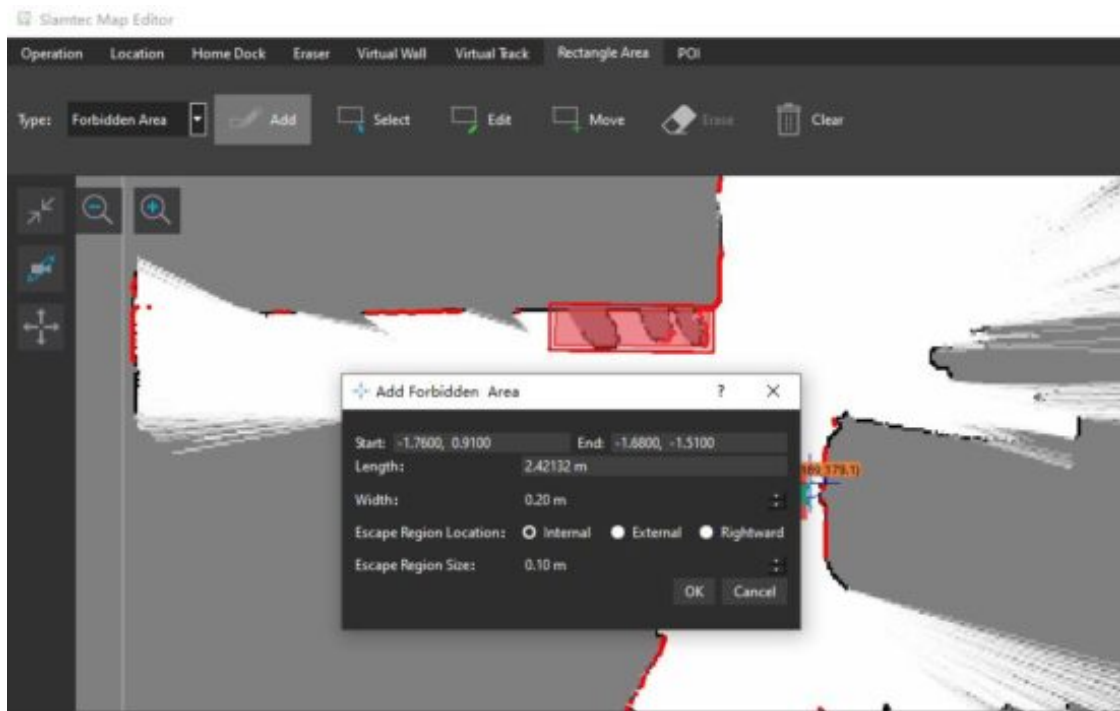 Slamtec Map Editor
Operation Location Home Dock Eraser Virtual Wall Virtual Track Rectangle Area POI
Type: Forbidden Area Add Select Edit Move Erase Clear
Add Forbidden Area ? X
Start: -1.7600, 0.9100 End: -1.6800, -1.5100
Length: 2.42132 m
Width: 0.20 m
179.1)
Escape Region Location: Internal External Rightward
Escape Region Size: 0.10 m
OK Cancel